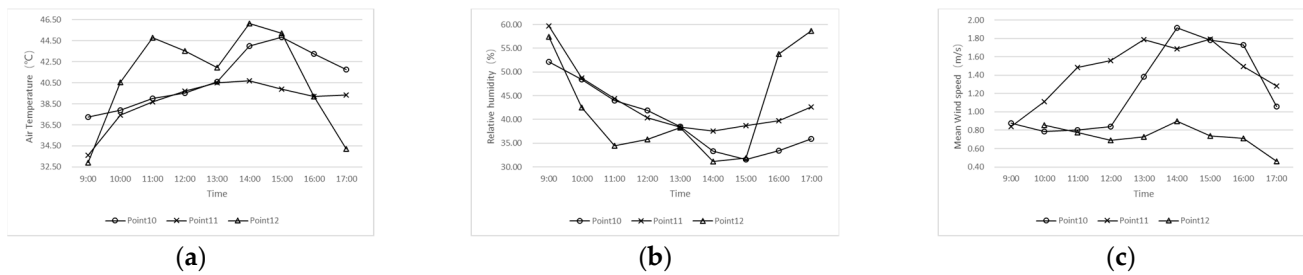 46.50
44.50
42.50
40.50
38.50
36.50
34.50
32.50
Air Temperature (℃)
9:00 10:00 11:00 12:00 13:00 14:00 15:00 16:00 17:00
Time
Point10 Point11 Point12
(a)
60.00
55.00
50.00
45.00
40.00
35.00
30.00
Relative humidity (%)
9:00 10:00 11:00 12:00 13:00 14:00 15:00 16:00 17:00
Time
Point10 Point11 Point12
(b)
2.00
1.80
1.60
1.40
1.20
1.00
0.80
0.60
0.40
Mean Wind speed (m/s)
9:00 10:00 11:00 12:00 13:00 14:00 15:00 16:00 17:00
Time
Point10 Point11 Point12
(c)